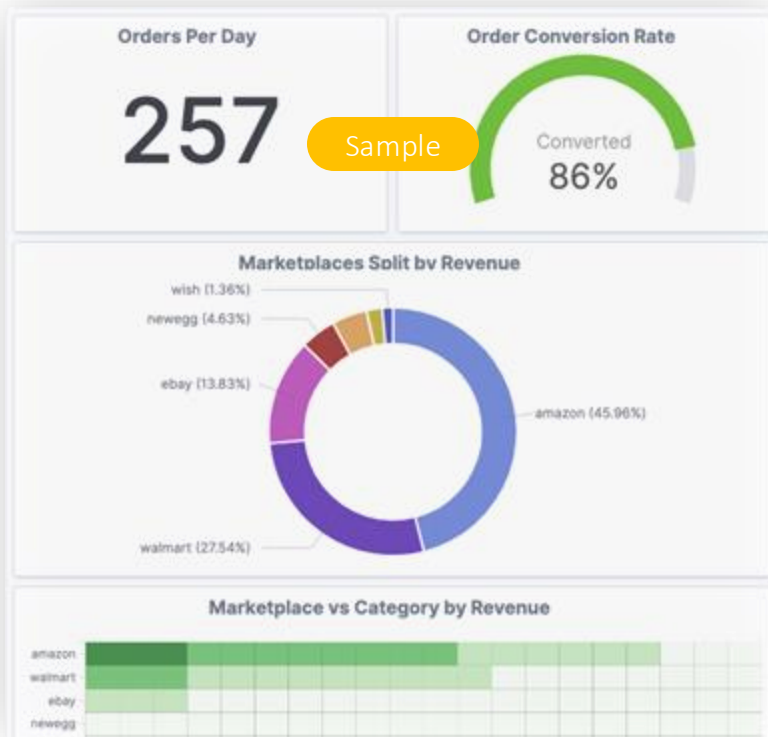 Orders Per Day
257
Sample
Order Conversion Rate
Converted
86%
Marketplaces Split by Revenue
wish (1.36%)
newegg (4.63%)
ebay (13.83%)
amazon (45.96%)
walmart (27.54%)
Marketplace vs Category by Revenue
amazon
walmart
ebay
newegg